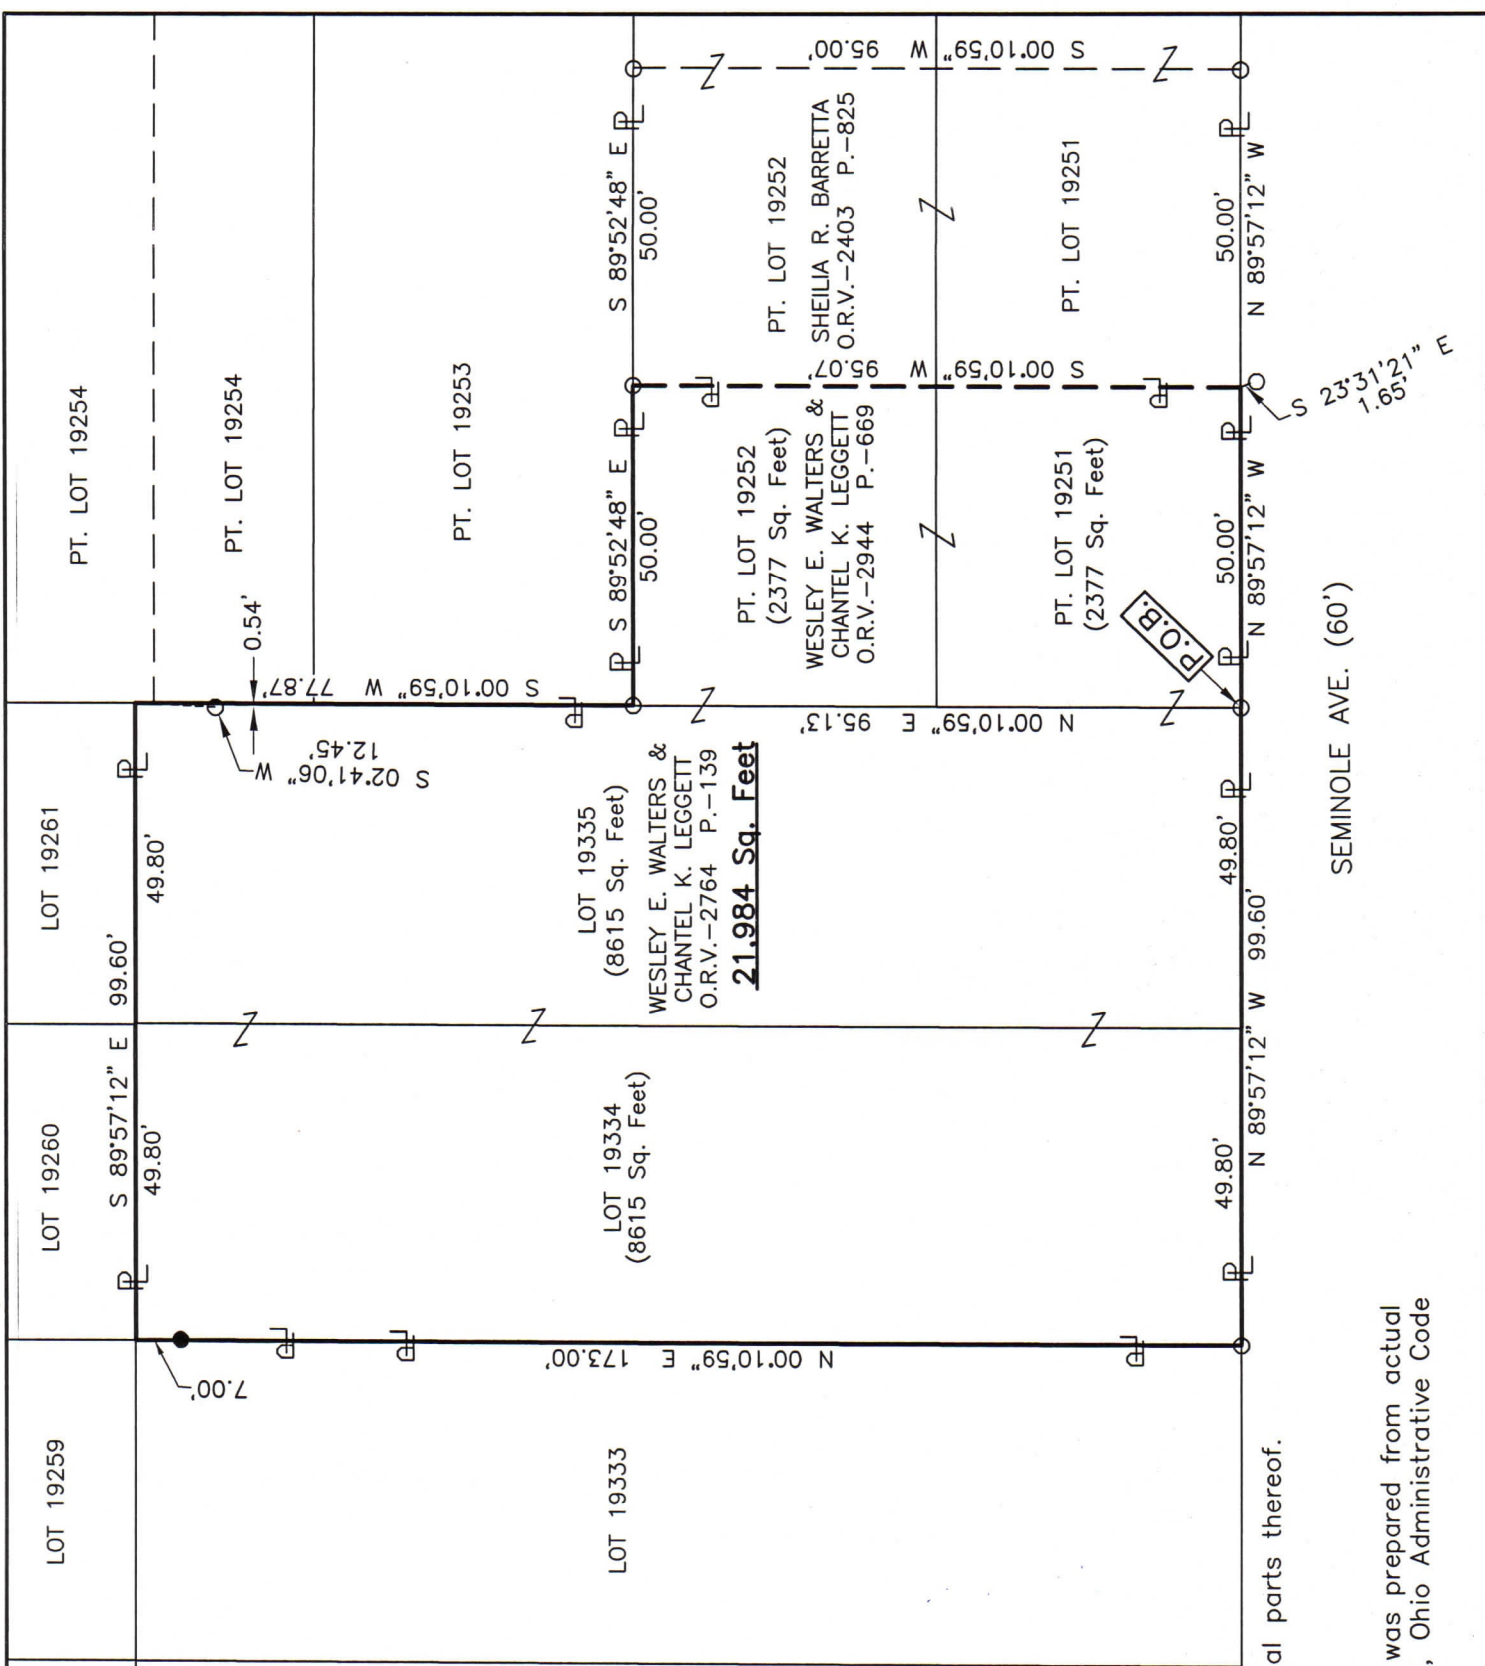 LOT 19259
LOT 19260
LOT 19261
PT. LOT 19254
PT. LOT 19254
PT. LOT 19253
S 89°57'12" E 99.60'
49.80'
49.80'
7.00'
N 00°10'59" E 173.00'
S 02°41'06" W
12.45'
0.54'
S 00°10'59" W 77.87'
LOT 19333
LOT 19334
(8615 Sq. Feet)
LOT 19335
(8615 Sq. Feet)
WESLEY E. WALTERS &
CHANTEL K. LEGGETT
O.R.V.-2764 P.-139
21,984 Sq. Feet
N 00°10'59" E 95.13'
S 89°52'48" E
50.00'
S 89°52'48" E
50.00'
PT. LOT 19252
(2377 Sq. Feet)
WESLEY E. WALTERS &
CHANTEL K. LEGGETT
O.R.V.-2944 P.-669
PT. LOT 19251
(2377 Sq. Feet)
S 00°10'59" W 95.07'
PT. LOT 19252
SHEILIA R. BARRETTA
O.R.V.-2403 P.-825
PT. LOT 19251
S 00°10'59" W 95.00'
P.O.B.
49.80'
49.80'
50.00'
50.00'
N 89°57'12" W 99.60'
N 89°57'12" W
N 89°57'12" W
S 23°31'21" E
1.65'
SEMINOLE AVE. (60')
al parts thereof.
was prepared from actual
, Ohio Administrative Code